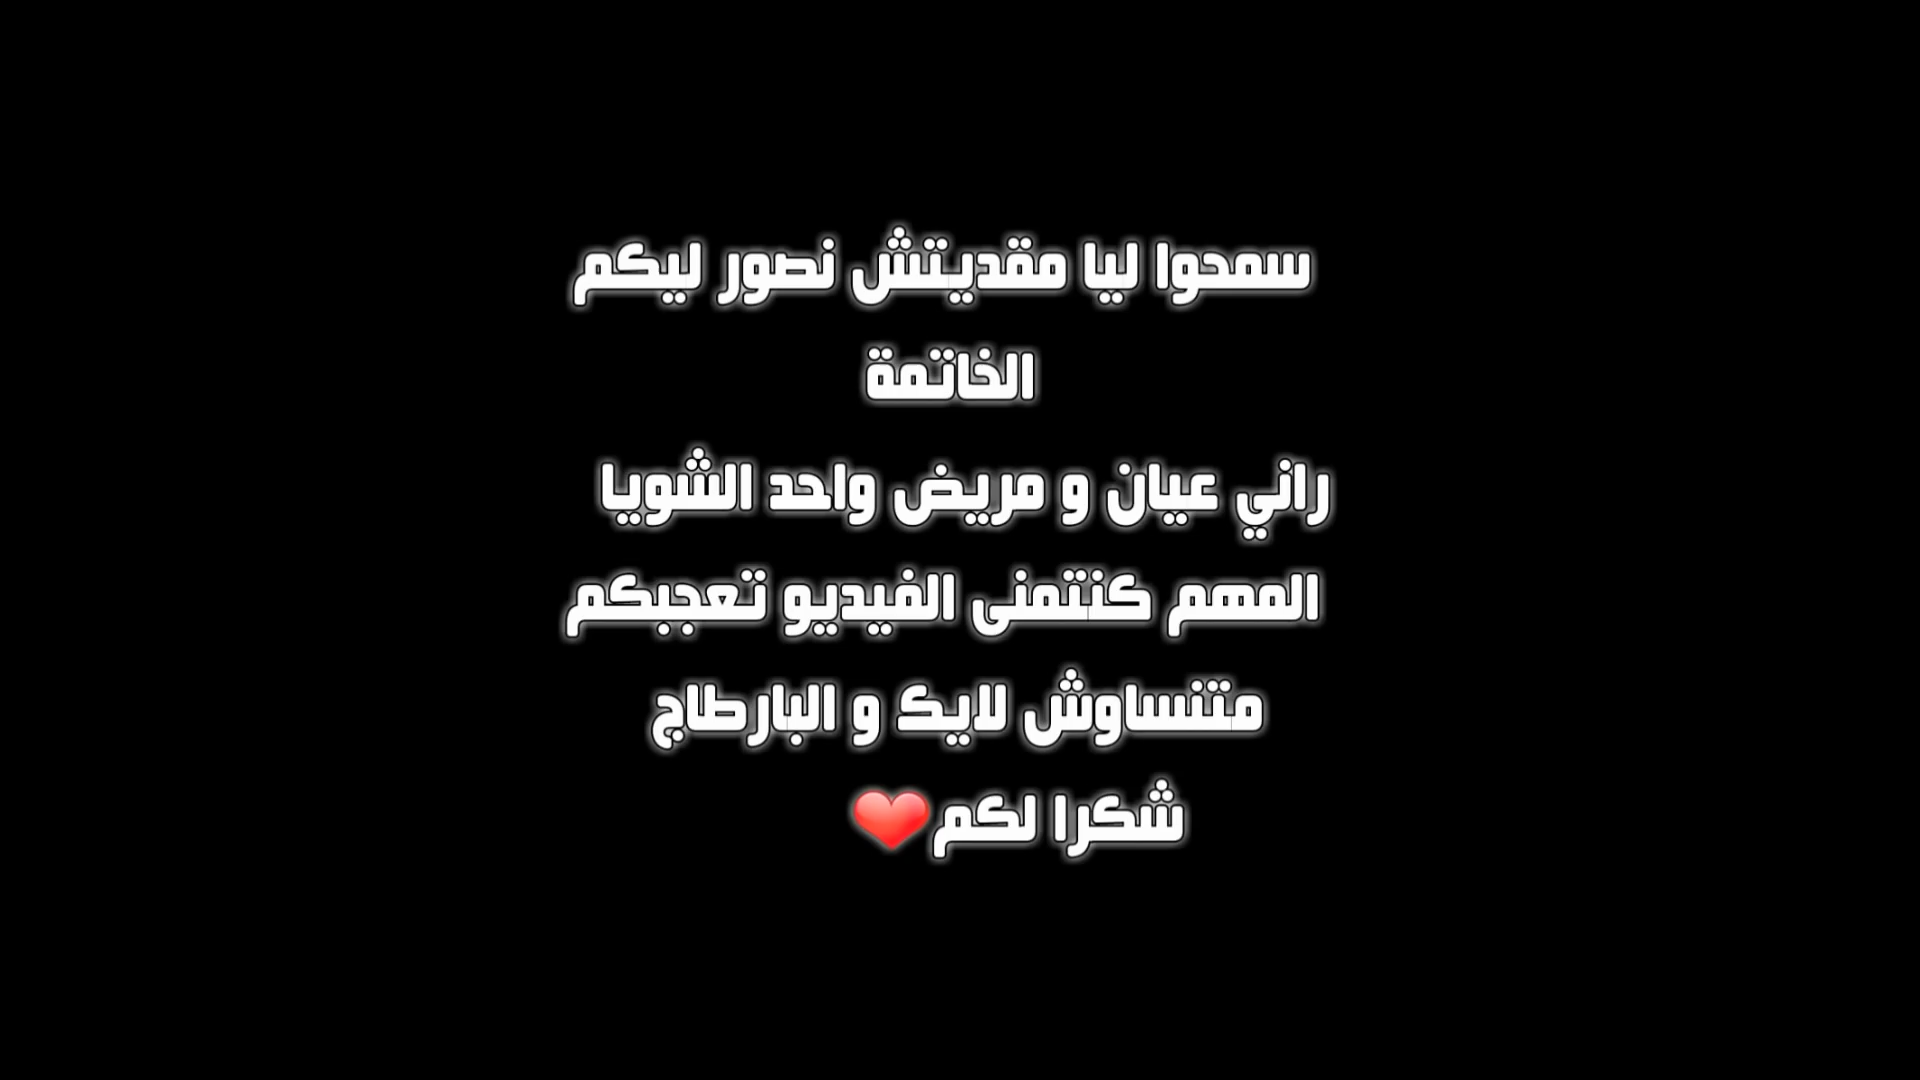 سمحوا ليا مقديتش نصور ليكم
الخاتمة
راني عيان و مريض واحد الشويا
المهم كنتمنى الفيديو تعجبكم
متنساوش لايك و البارطاج
شكرا لكم❤